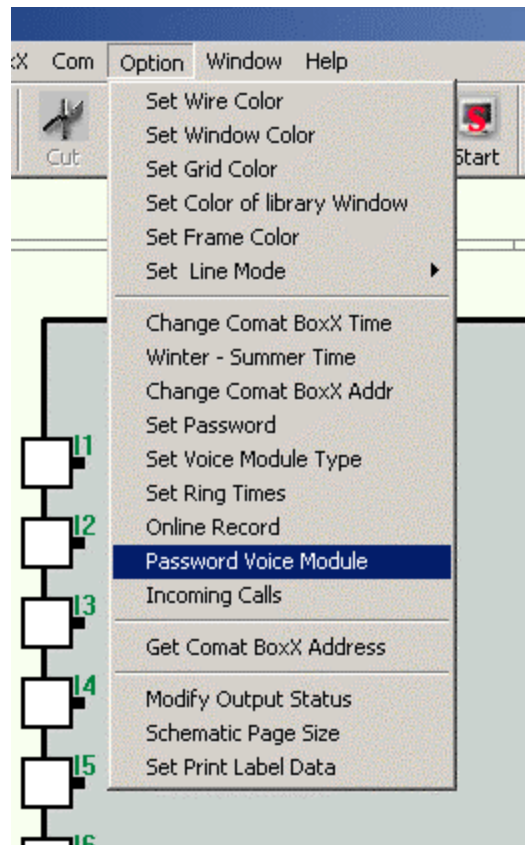 xX Com Option Window Help
Cut
Start
S
Set Wire Color
Set Window Color
Set Grid Color
Set Color of library Window
Set Frame Color
Set Line Mode
Change Comat BoxX Time
Winter - Summer Time
Change Comat BoxX Addr
Set Password
Set Voice Module Type
Set Ring Times
Online Record
Password Voice Module
Incoming Calls
Get Comat BoxX Address
Modify Output Status
Schematic Page Size
Set Print Label Data
I1
I2
I3
I4
I5
I6